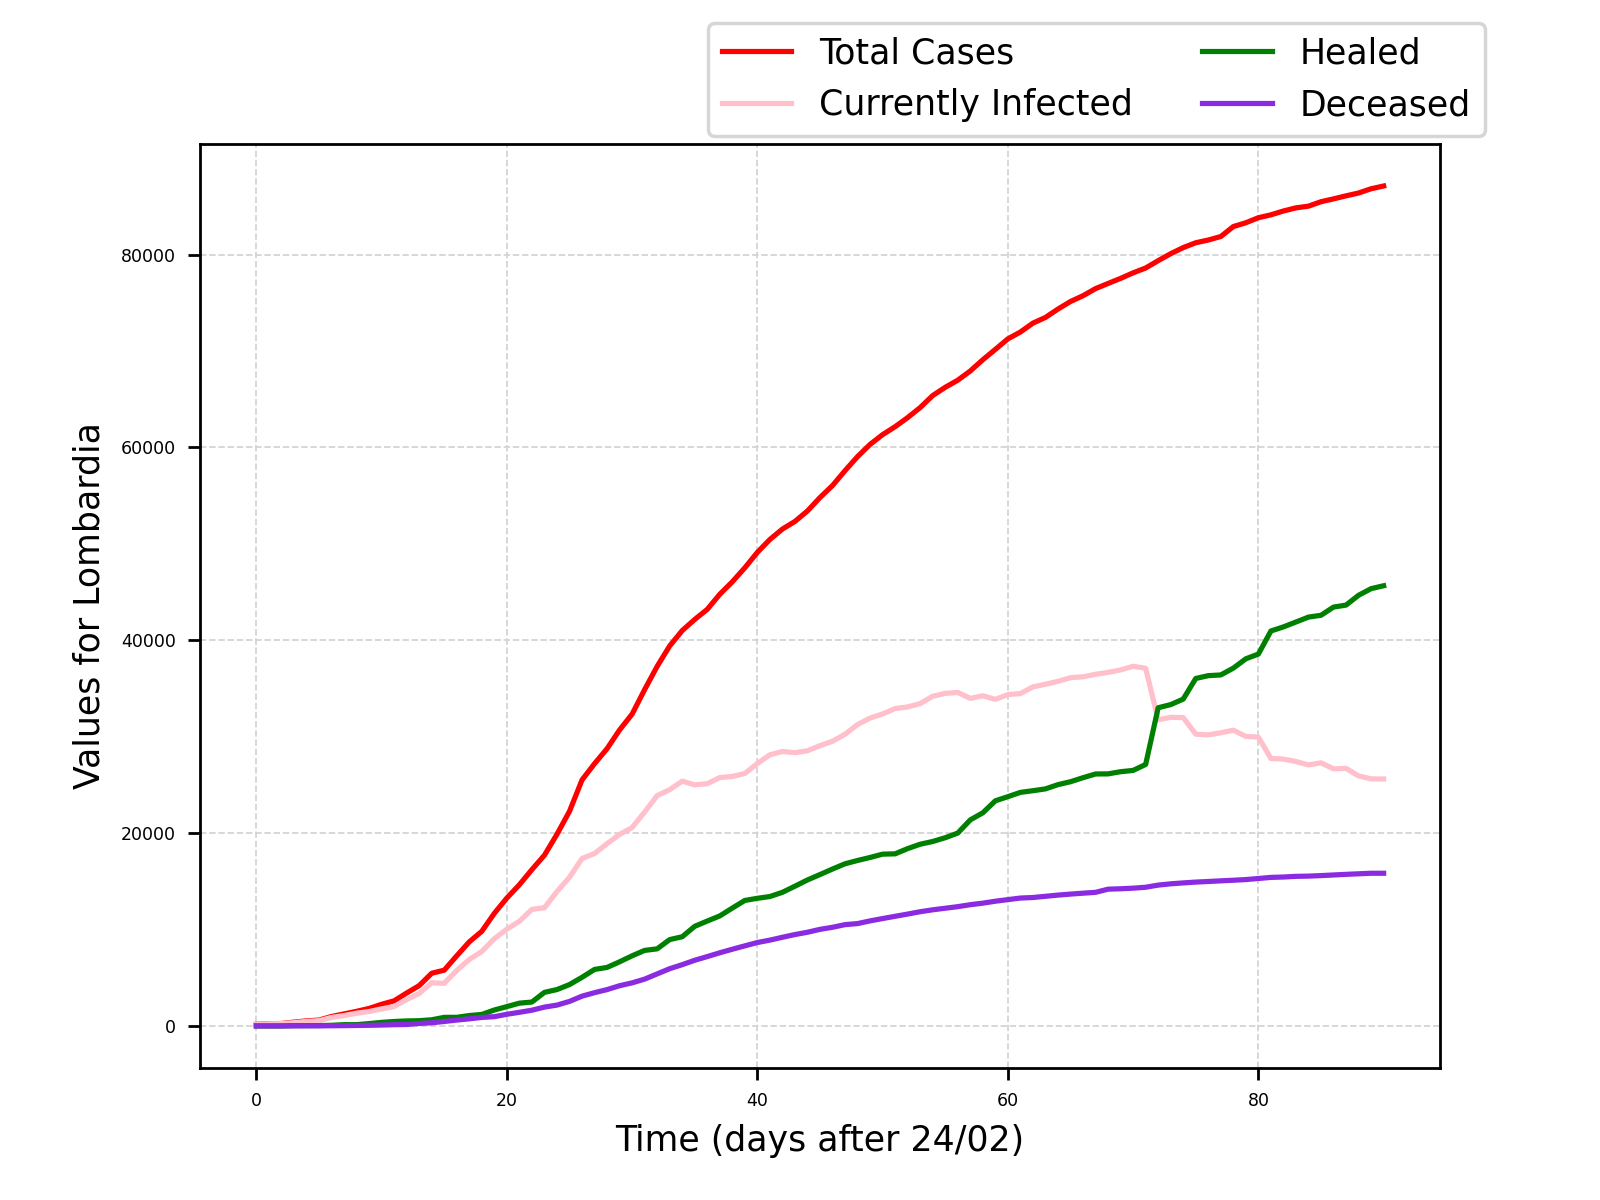 Total Cases
Currently Infected
Healed
Deceased
Values for Lombardia
80000
60000
40000
20000
0
0 20 40 60 80
Time (days after 24/02)